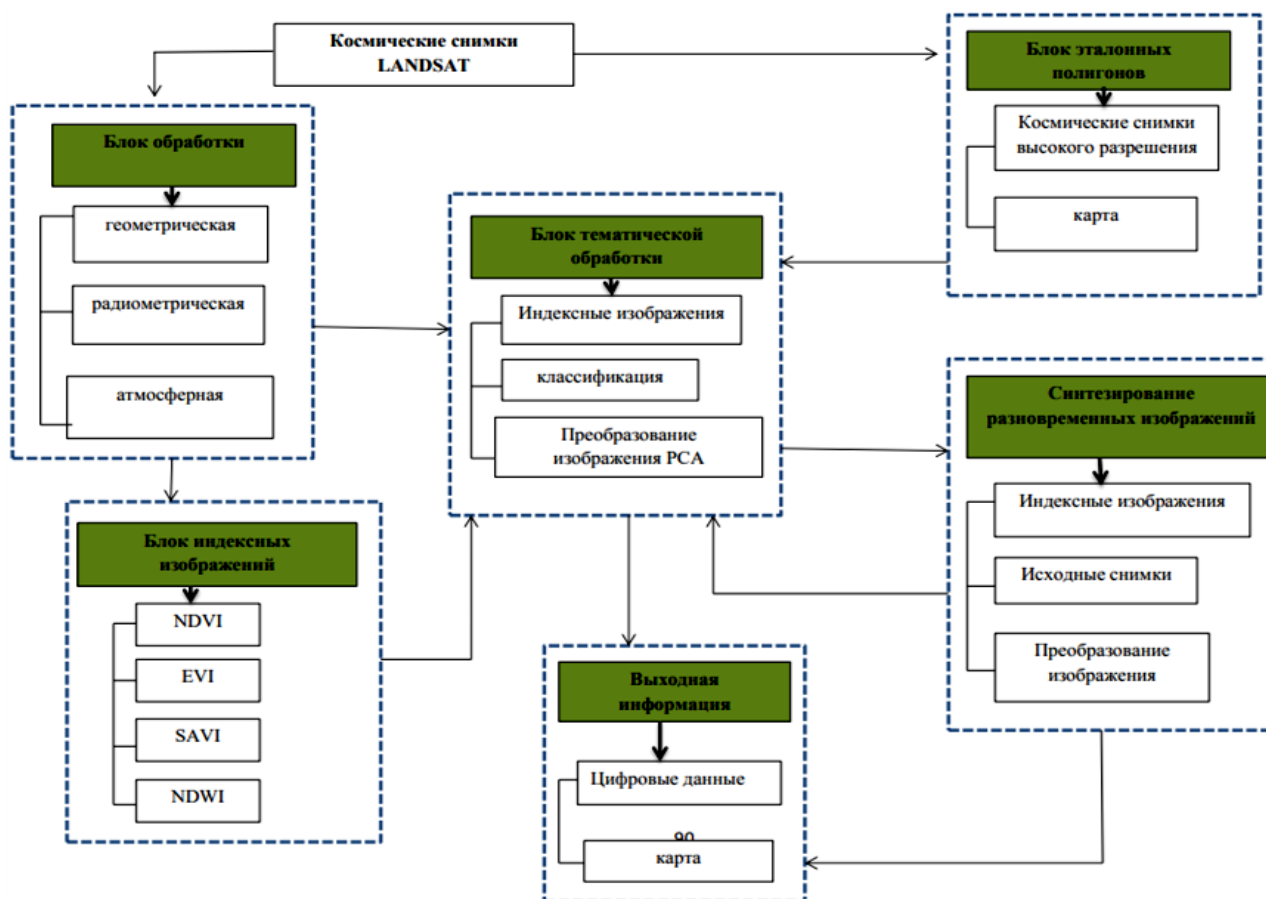 Космические снимки
LANDSAT
Блок эталонных
полигонов
Космические снимки
высокого разрешения
карта
Блок обработки
геометрическая
радиометрическая
атмосферная
Блок тематической
обработки
Индексные изображения
классификация
Преобразование
изображения PCA
Синтезирование
разновременных изображений
Индексные изображения
Исходные снимки
Преобразование
изображения
Блок индексных
изображений
NDVI
EVI
SAVI
NDWI
Выходная
информация
Цифровые данные
90
карта